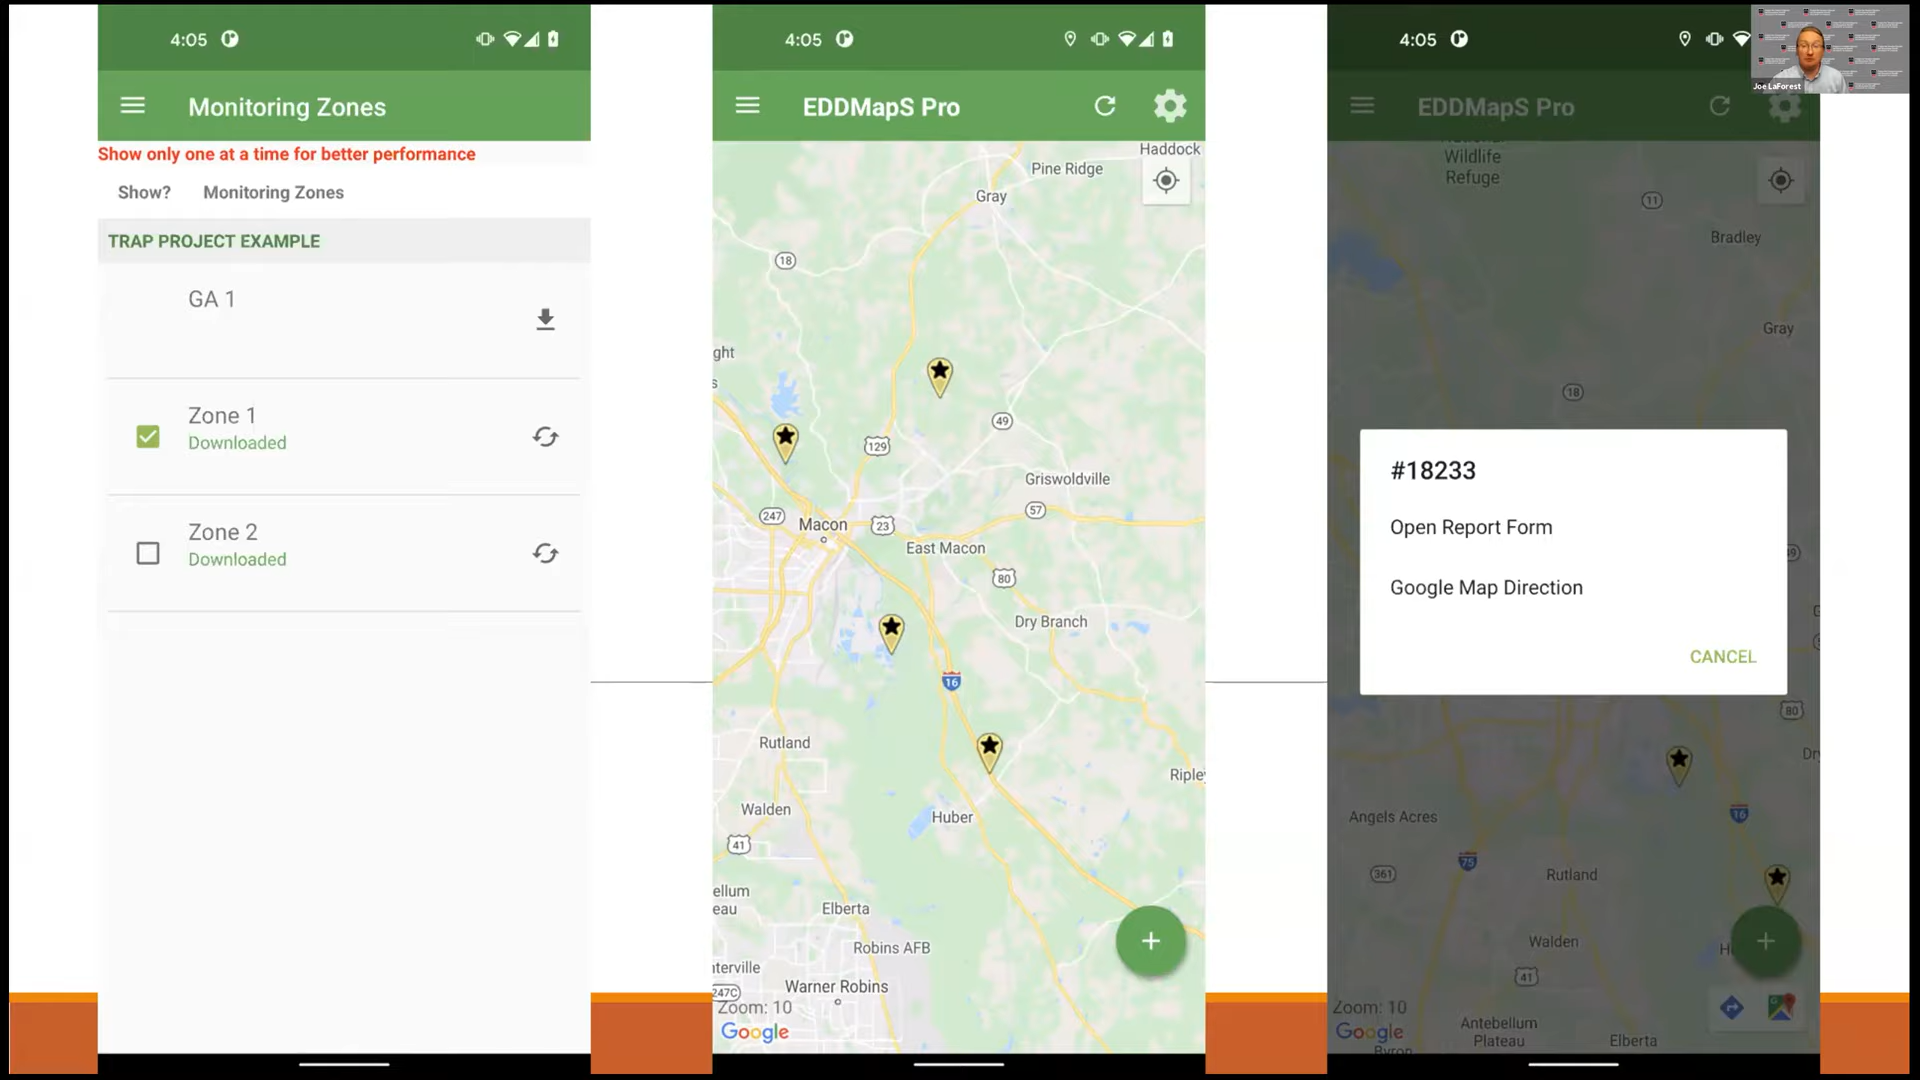 4:05
Monitoring Zones
Show only one at a time for better performance
Show?
Monitoring Zones
TRAP PROJECT EXAMPLE
GA 1
Zone 1
Downloaded
Zone 2
Downloaded
4:05
EDDMapS Pro
Haddock
Pine Ridge
Gray
18
ght
s
49
129
Griswoldville
247
Macon
23
57
East Macon
80
Dry Branch
16
Rutland
Riple
Walden
Huber
41
ellum
eau
Elberta
Robins AFB
nterville
Warner Robins
247C
Zoom: 10
Google
4:05
Joe LaForest
EDDMapS Pro
Wildlife
Refuge
11
Bradley
Gray
18
#18233
Open Report Form
Google Map Direction
CANCEL
80
Dry
16
Angels Acres
75
361
Rutland
Walden
H
41
Zoom: 10
Google
Antebellum
Plateau
Elberta
Byron